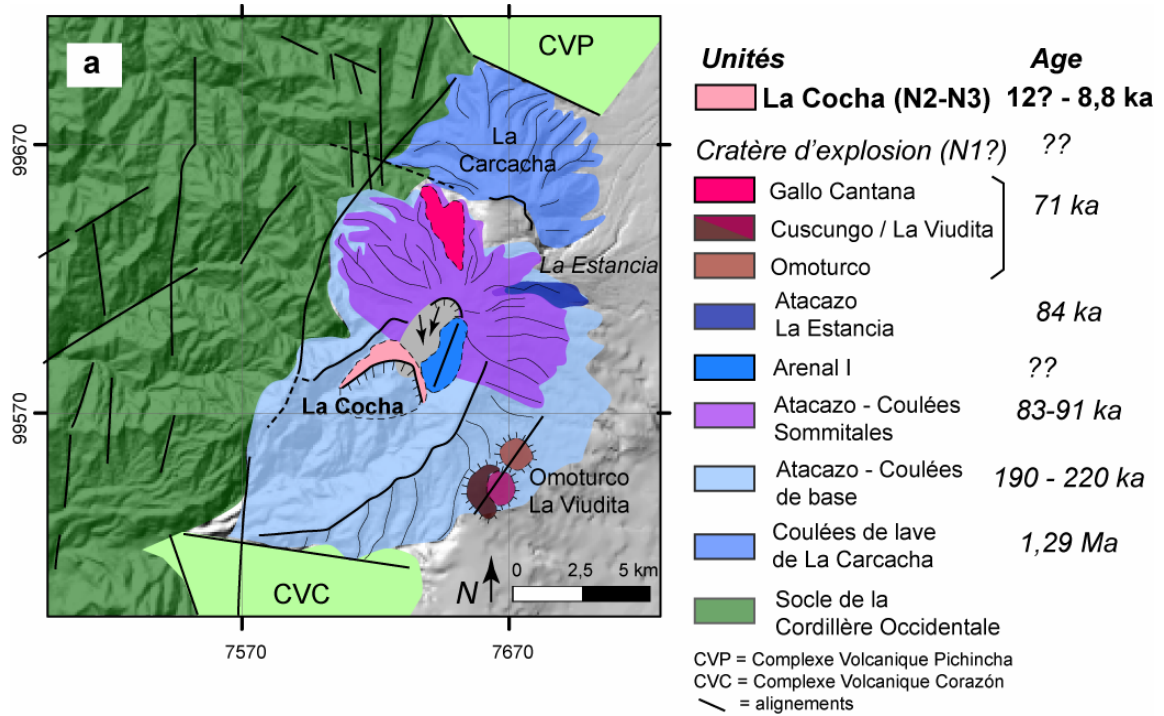 a
CVP
La
Carcacha
La Estancia
La Cocha
Omoturco
La Viudita
CVC
N
0 2,5 5 km
99670
99570
7570
7670
Unités Age
La Cocha (N2-N3) 12? - 8,8 ka
Cratère d'explosion (N1?) ??
Gallo Cantana
71 ka
Cuscungo / La Viudita
Omoturco
Atacazo
La Estancia
84 ka
Arenal I ??
Atacazo - Coulées
Sommitales
83-91 ka
Atacazo - Coulées
de base
190 - 220 ka
Coulées de lave
de La Carcacha
1,29 Ma
Socle de la
Cordillère Occidentale
CVP = Complexe Volcanique Pichincha
CVC = Complexe Volcanique Corazón
= alignements